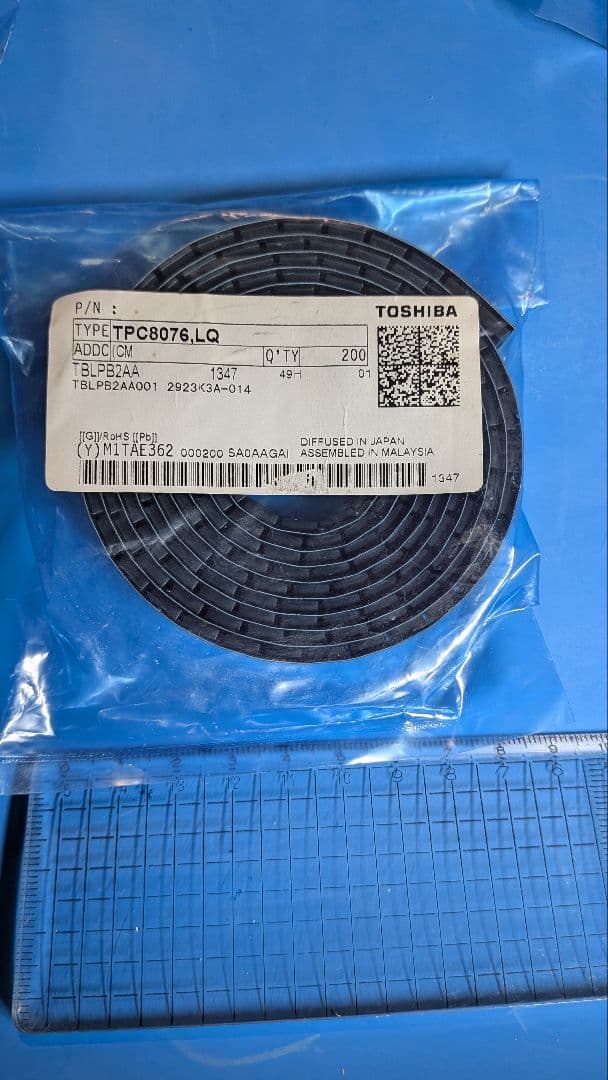 P/N :
TOSHIBA
TYPE TPC8076,LQ
ADDC (CM Q'TY 200
TBLPB2AA 1347 49H 01
TBLPB2AA001 2923K3A-014
[[G]]/RoHS [[Pb]]
(Y)M1TAE362 000200 SA0AAGAI
DIFFUSED IN JAPAN
ASSEMBLED IN MALAYSIA
1347